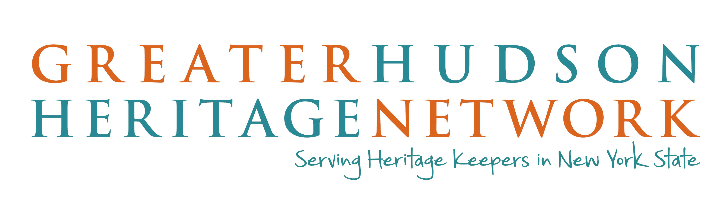 GREATERHUDSON
HERITAGENETWORK
Serving Heritage Keepers in New York State